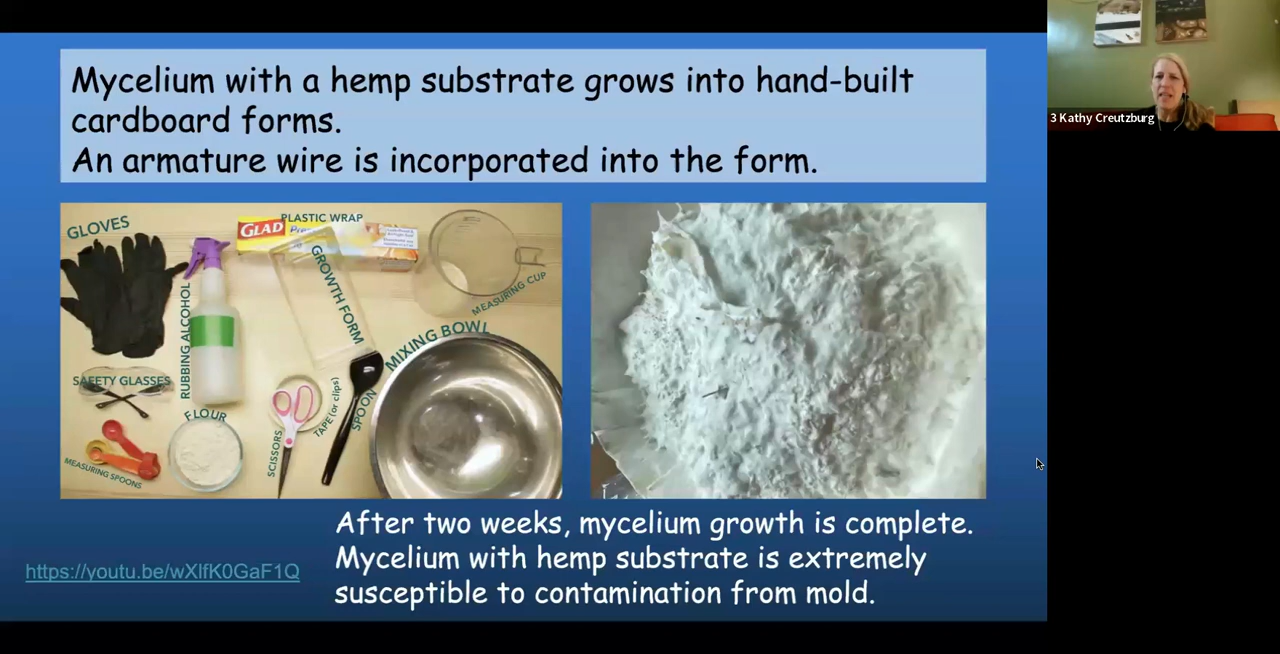 Mycelium with a hemp substrate grows into hand-built
cardboard forms.
An armature wire is incorporated into the form.
3 Kathy Creutzburg
GLOVES
PLASTIC WRAP
GLAD
GROWTH FORM
MEASURING CUP
RUBBING ALCOHOL
MIXING BOWL
SAFETY GLASSES
FLOUR
SCISSORS
TAPE (or clips)
SPOON
MEASURING SPOONS
After two weeks, mycelium growth is complete.
Mycelium with hemp substrate is extremely
susceptible to contamination from mold.
https://youtu.be/wXlfK0GaF1Q